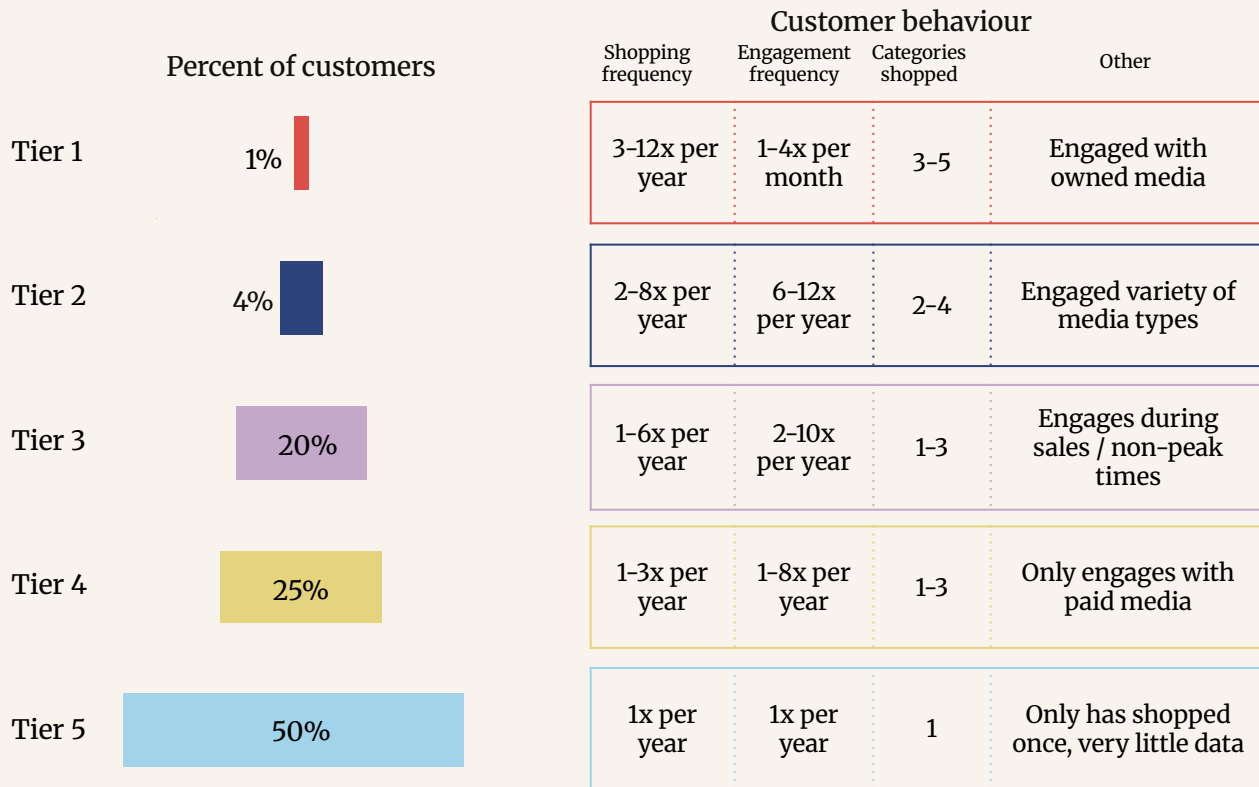 Customer behaviour
Percent of customers
Shopping
frequency
Engagement
frequency
Categories
shopped
Other
Tier 1
1%
3-12x per
year
1-4x per
month
3-5
Engaged with
owned media
Tier 2
4%
2-8x per
year
6-12x
per year
2-4
Engaged variety of
media types
Tier 3
20%
1-6x per
year
2-10x
per year
1-3
Engages during
sales / non-peak
times
Tier 4
25%
1-3x per
year
1-8x per
year
1-3
Only engages with
paid media
Tier 5
50%
1x per
year
1x per
year
1
Only has shopped
once, very little data